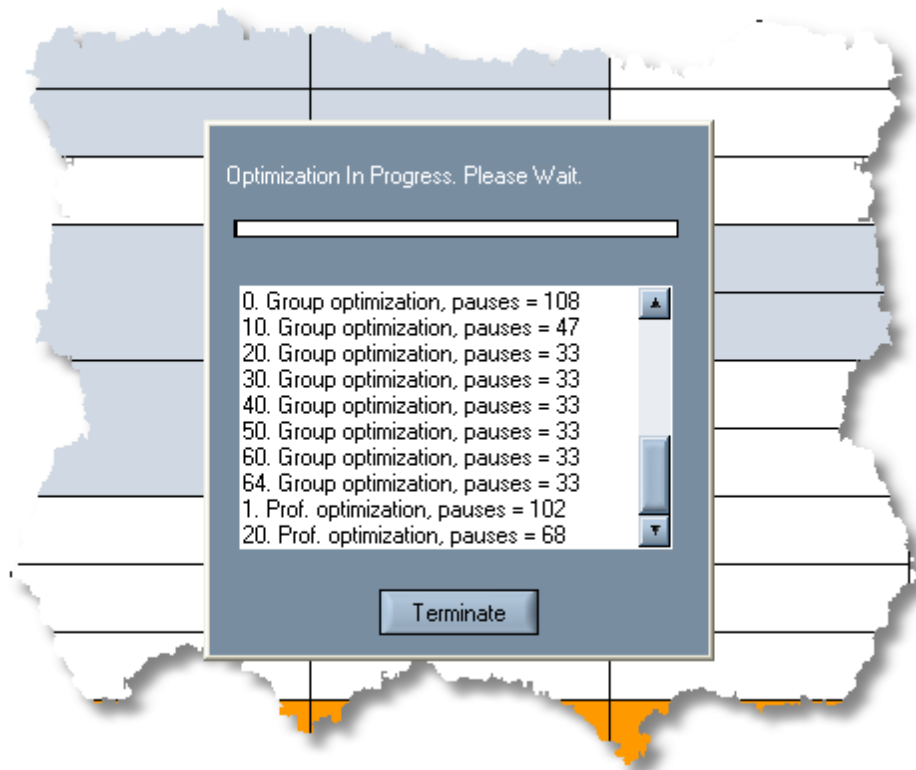 Optimization In Progress. Please Wait.
0. Group optimization, pauses = 108
10. Group optimization, pauses = 47
20. Group optimization, pauses = 33
30. Group optimization, pauses = 33
40. Group optimization, pauses = 33
50. Group optimization, pauses = 33
60. Group optimization, pauses = 33
64. Group optimization, pauses = 33
1. Prof. optimization, pauses = 102
20. Prof. optimization, pauses = 68
Terminate